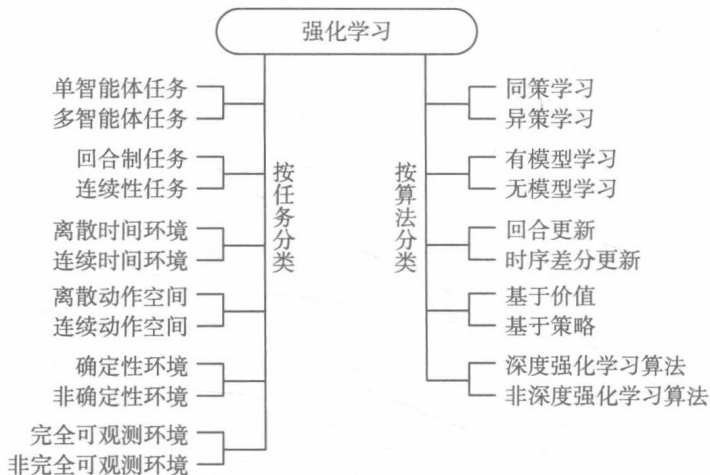 强化学习
单智能体任务
多智能体任务
回合制任务
连续性任务
离散时间环境
连续时间环境
离散动作空间
连续动作空间
确定性环境
非确定性环境
完全可观测环境
非完全可观测环境
按任务分类
按算法分类
同策学习
异策学习
有模型学习
无模型学习
回合更新
时序差分更新
基于价值
基于策略
深度强化学习算法
非深度强化学习算法